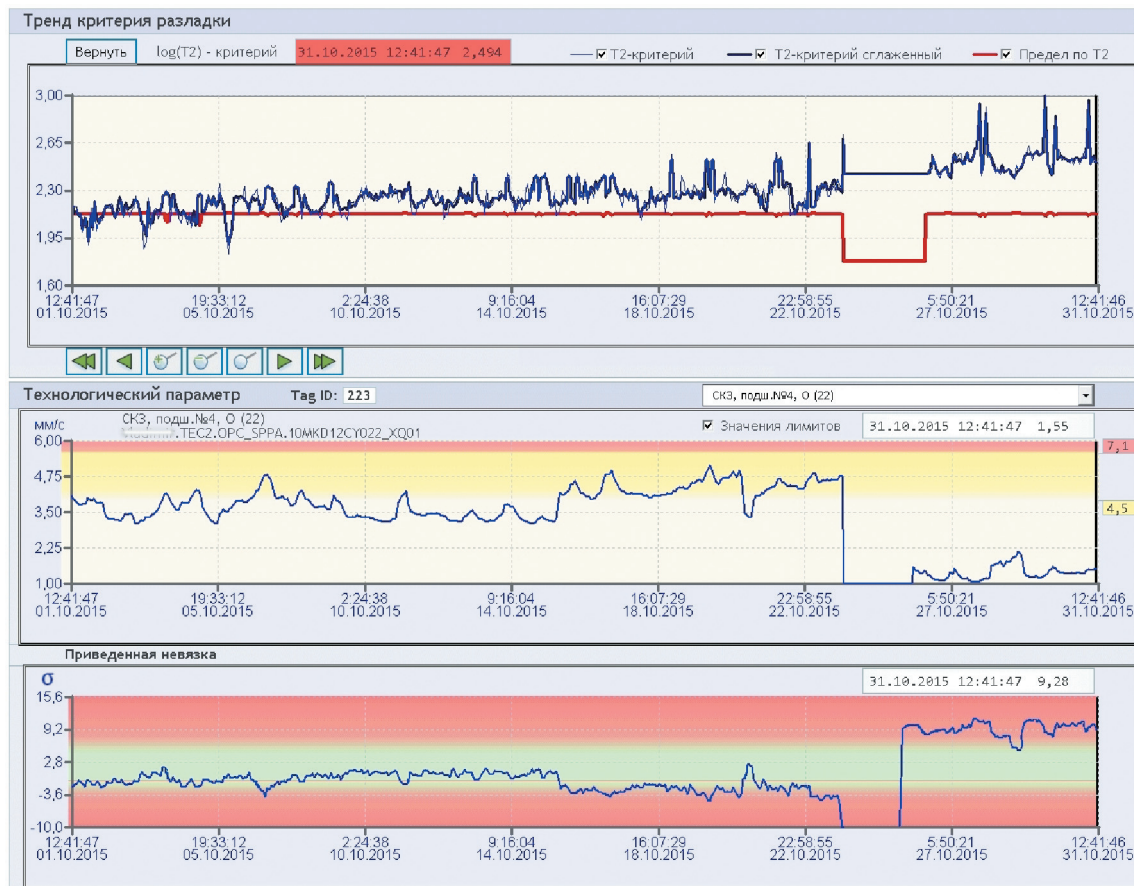 Тренд критерия разладки
Вернуть log(T2) - критерий 31.10.2015 12:41:47 2,494 T2-критерий T2-критерий сглаженный Предел по T2
3,00
2,65
2,30
1,95
1,60
12:41:47 19:33:12 2:24:38 9:16:04 16:07:29 22:58:55 5:50:21 12:41:46
01.10.2015 05.10.2015 10.10.2015 14.10.2015 18.10.2015 22.10.2015 27.10.2015 31.10.2015
Технологический параметр Tag ID: 223 СКЗ, подш.№4, О (22)
мм/с СКЗ, подш.№4, О (22) Значения лимитов 31.10.2015 12:41:47 1,55
.TEC2.OPC_SPPA.10MKD12CY022_XQ01
6,00 7,1
4,75
3,50 4,5
2,25
1,00
12:41:47 19:33:12 2:24:38 9:16:04 16:07:29 22:58:55 5:50:21 12:41:46
01.10.2015 05.10.2015 10.10.2015 14.10.2015 18.10.2015 22.10.2015 27.10.2015 31.10.2015
Приведенная невязка
σ 31.10.2015 12:41:47 9,28
15,6
9,2
2,8
-3,6
-10,0
12:41:47 19:33:12 2:24:38 9:16:04 16:07:29 22:58:55 5:50:21 12:41:46
01.10.2015 05.10.2015 10.10.2015 14.10.2015 18.10.2015 22.10.2015 27.10.2015 31.10.2015